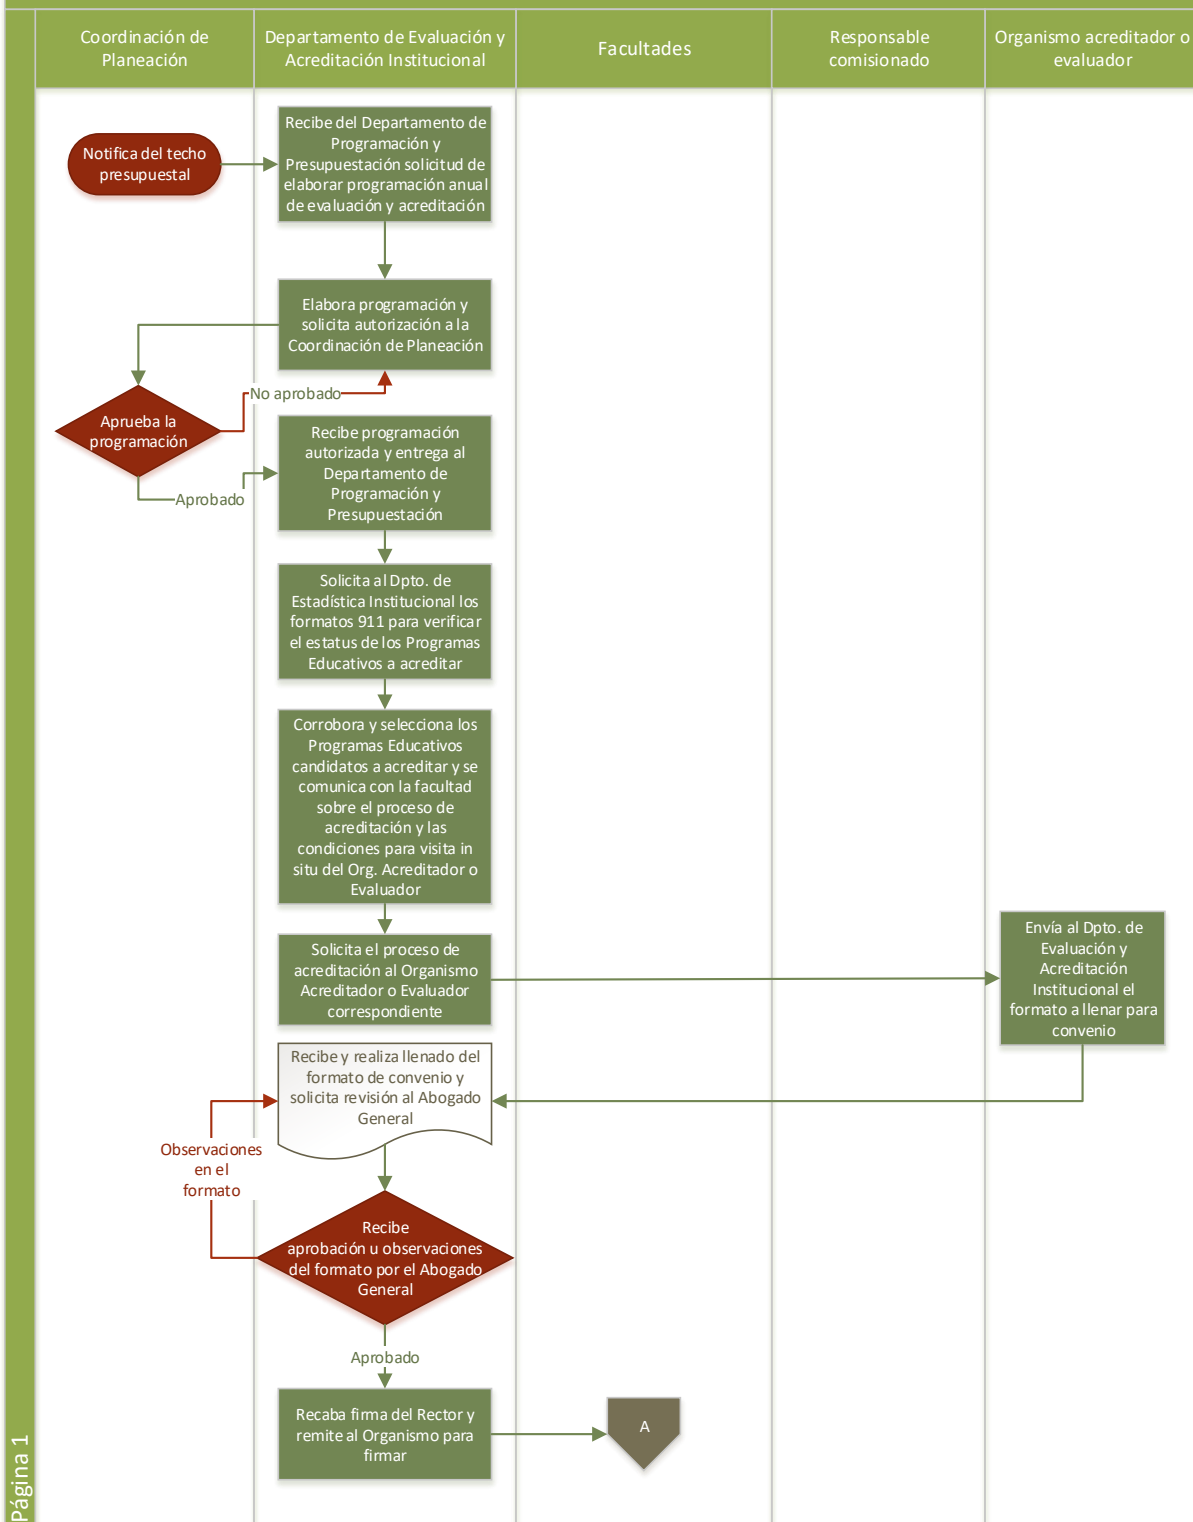 Coordinación de
Planeación
Departamento de Evaluación y
Acreditación Institucional
Facultades
Responsable
comisionado
Organismo acreditador o
evaluador
Notifica del techo
presupuestal
Recibe del Departamento de
Programación y
Presupuestación solicitud de
elaborar programación anual
de evaluación y acreditación
Elabora programación y
solicita autorización a la
Coordinación de Planeación
No aprobado
Aprueba la
programación
Aprobado
Recibe programación
autorizada y entrega al
Departamento de
Programación y
Presupuestación
Solicita al Dpto. de
Estadística Institucional los
formatos 911 para verificar
el estatus de los Programas
Educativos a acreditar
Corrobora y selecciona los
Programas Educativos
candidatos a acreditar y se
comunica con la facultad
sobre el proceso de
acreditación y las
condiciones para visita in
situ del Org. Acreditador o
Evaluador
Solicita el proceso de
acreditación al Organismo
Acreditador o Evaluador
correspondiente
Envía al Dpto. de
Evaluación y
Acreditación
Institucional el
formato a llenar para
convenio
Recibe y realiza llenado del
formato de convenio y
solicita revisión al Abogado
General
Observaciones
en el
formato
Recibe
aprobación u observaciones
del formato por el Abogado
General
Aprobado
Recaba firma del Rector y
remite al Organismo para
firmar
A
Página 1